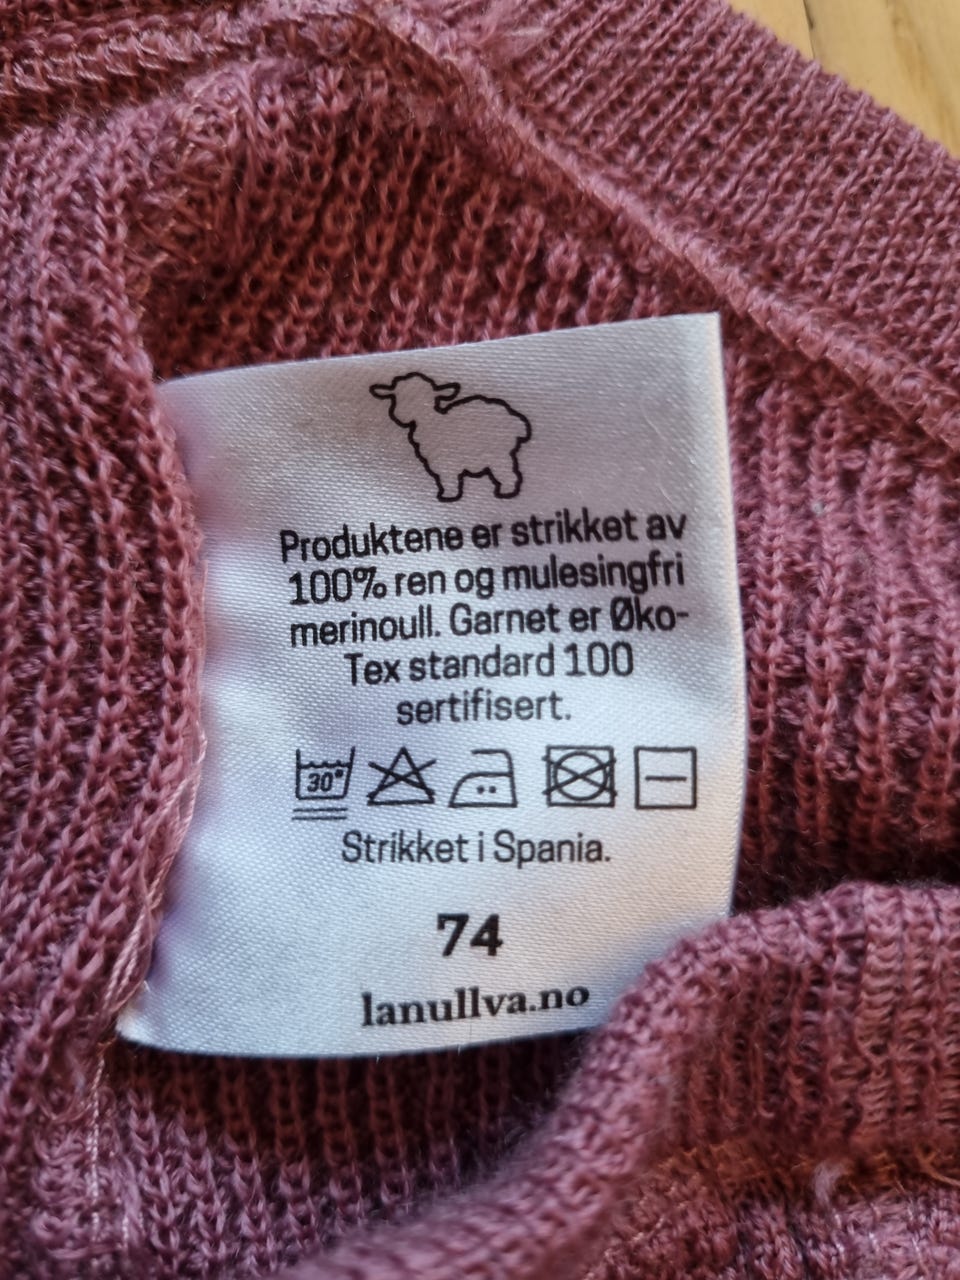 Produktene er strikket av
100% ren og mulesingfri
merinoull. Garnet er Øko-
Tex standard 100
sertifisert.
30°
Strikket i Spania.
74
lanullva.no